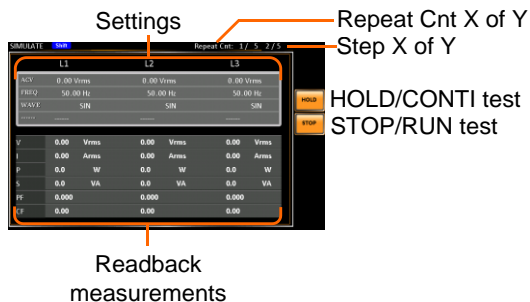 Settings
Repeat Cnt X of Y
Step X of Y
SIMULATE Shift Repeat Cnt: 1/ 5 2/5
L1 L2 L3
ACV 0.00 Vrms 0.00 Vrms 0.00 Vrms
FREQ 50.00 Hz 50.00 Hz 50.00 Hz
WAVE SIN SIN SIN
HOLD
HOLD/CONTI test
STOP
STOP/RUN test
V 0.00 Vrms 0.00 Vrms 0.00 Vrms
I 0.00 Arms 0.00 Arms 0.00 Arms
P 0.0 W 0.0 W 0.0 W
S 0.0 VA 0.0 VA 0.0 VA
PF 0.000 0.000 0.000
CF 0.00 0.00 0.00
Readback
measurements